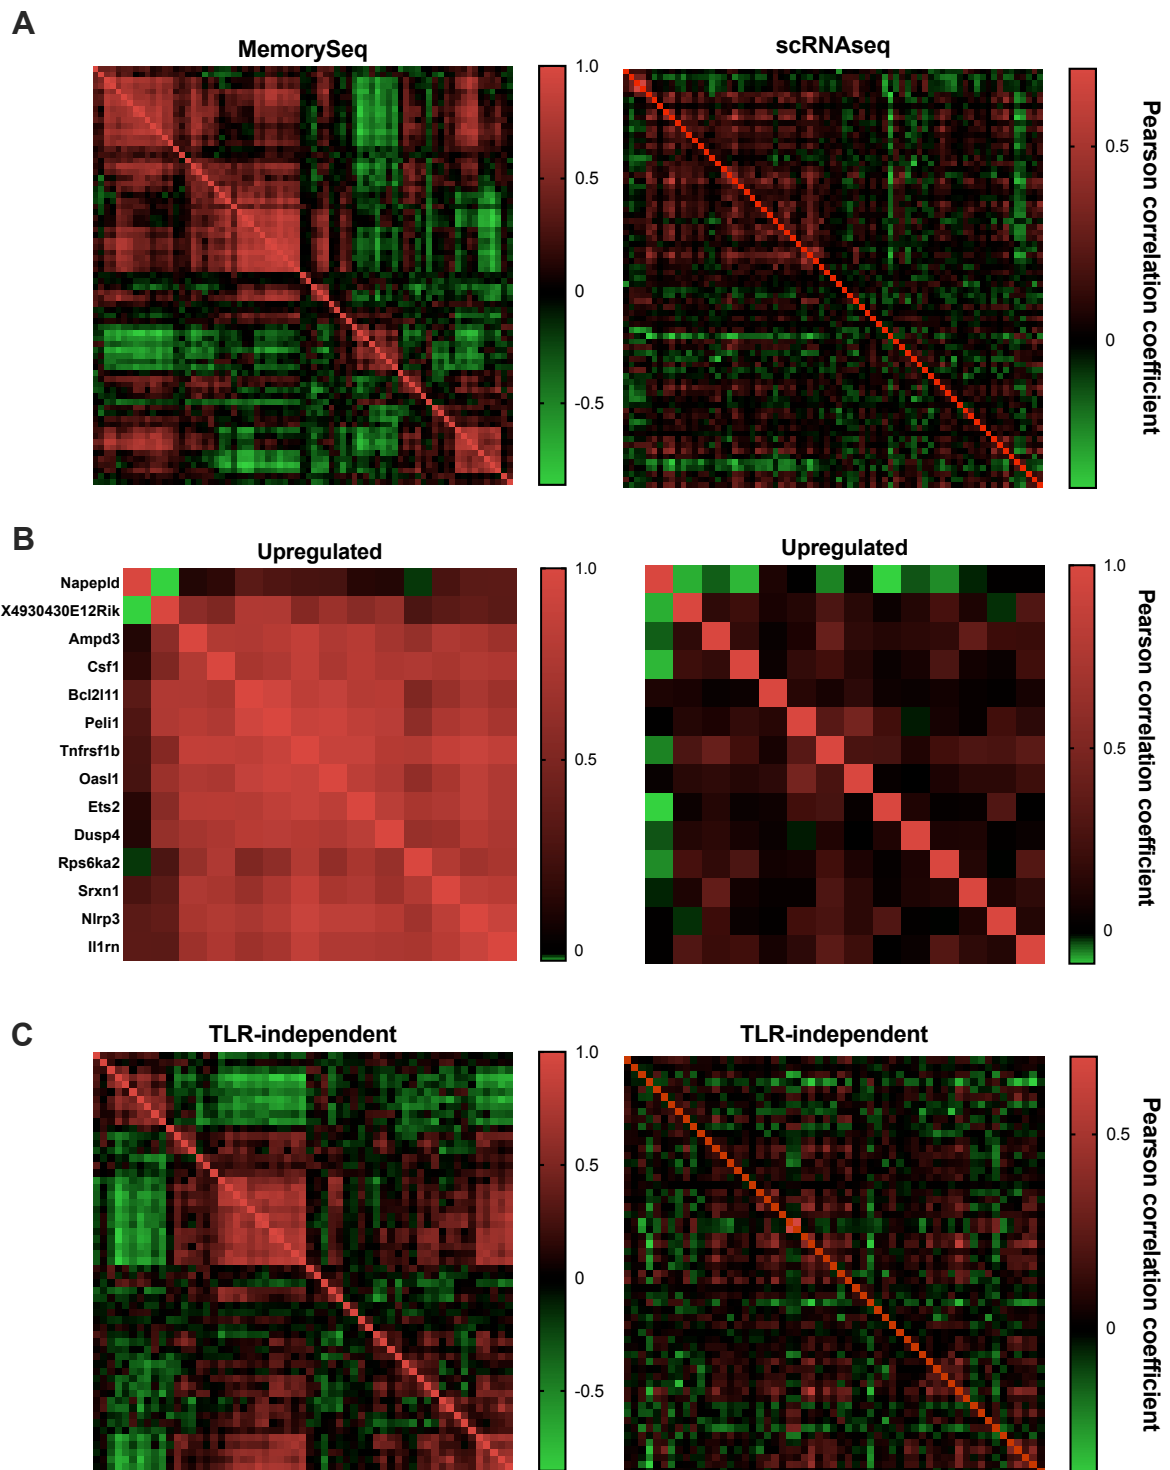 A
MemorySeq
scRNAseq
1.0
0.5
0
-0.5
0.5
0
Pearson correlation coefficient
B
Upregulated
Upregulated
Napepld
X4930430E12Rik
Ampd3
Csf1
Bcl2l11
Peli1
Tnfrsf1b
Oasl1
Ets2
Dusp4
Rps6ka2
Srxn1
Nlrp3
Il1rn
1.0
0.5
0
1.0
0.5
0
Pearson correlation coefficient
C
TLR-independent
TLR-independent
1.0
0.5
0
-0.5
0.5
0
Pearson correlation coefficient